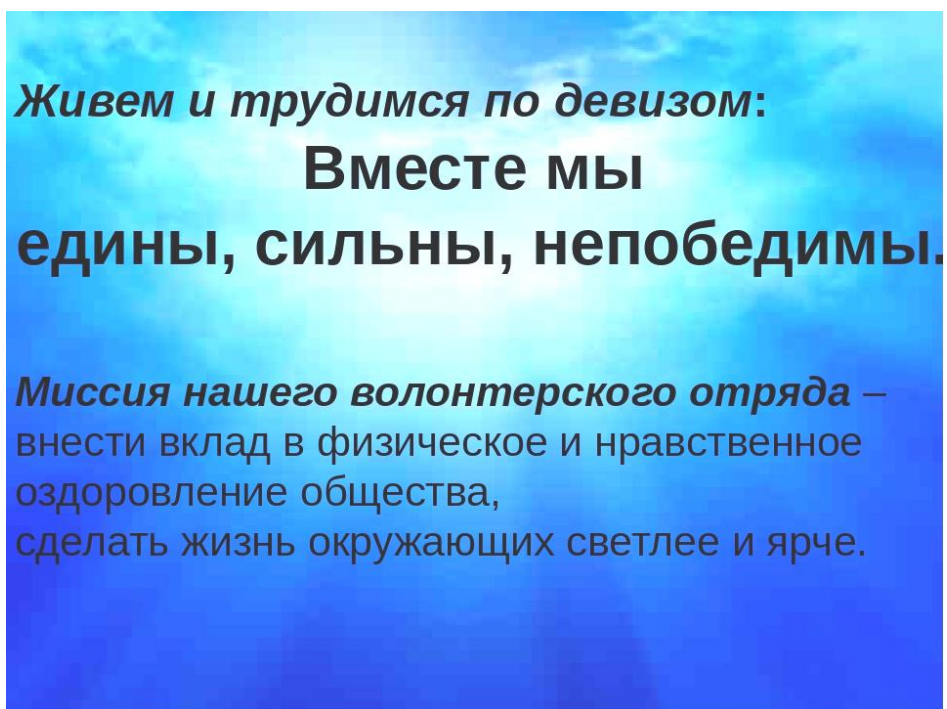 Живем и трудимся по девизом:
Вместе мы
едины, сильны, непобедимы.
Миссия нашего волонтерского отряда –
внести вклад в физическое и нравственное
оздоровление общества,
сделать жизнь окружающих светлее и ярче.